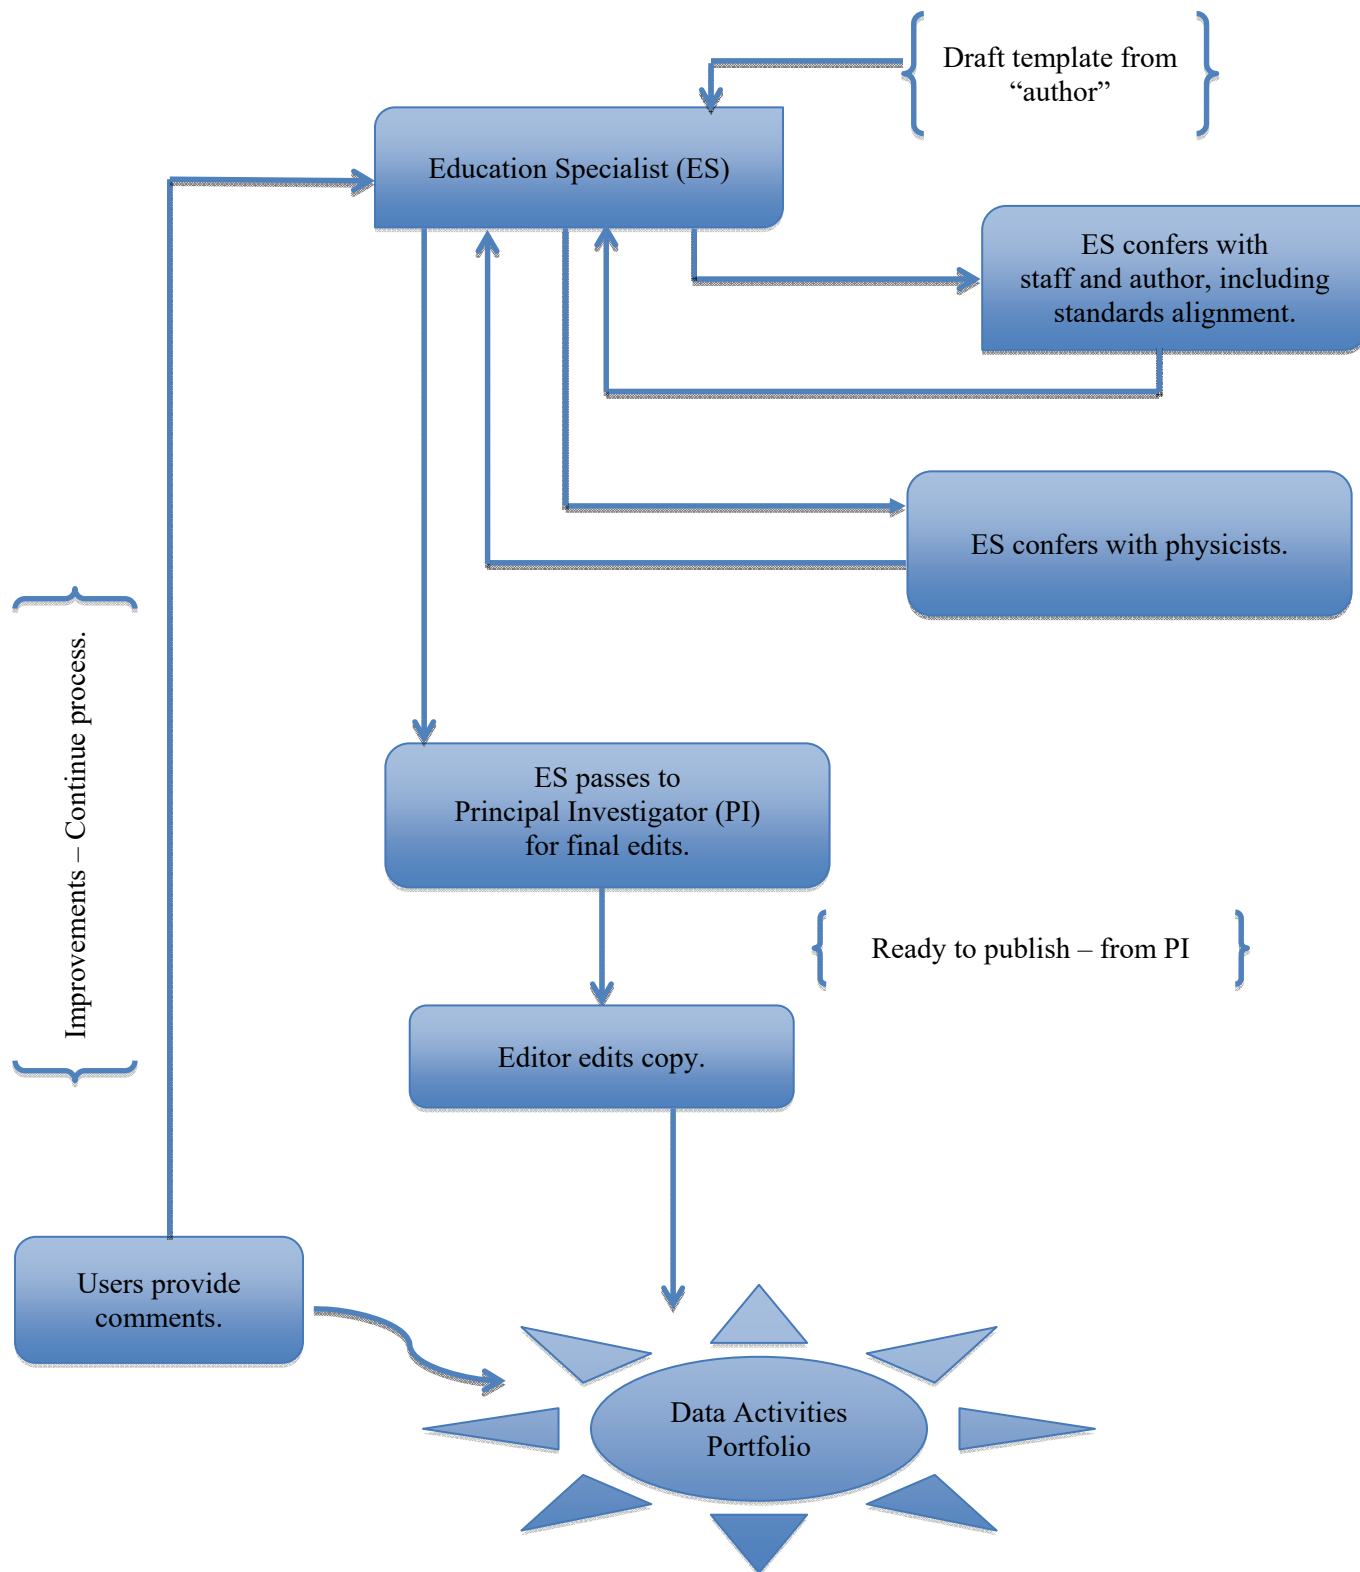 Draft template from
“author”
Education Specialist (ES)
ES confers with
staff and author, including
standards alignment.
ES confers with physicists.
Improvements – Continue process.
ES passes to
Principal Investigator (PI)
for final edits.
Ready to publish – from PI
Editor edits copy.
Users provide
comments.
Data Activities
Portfolio